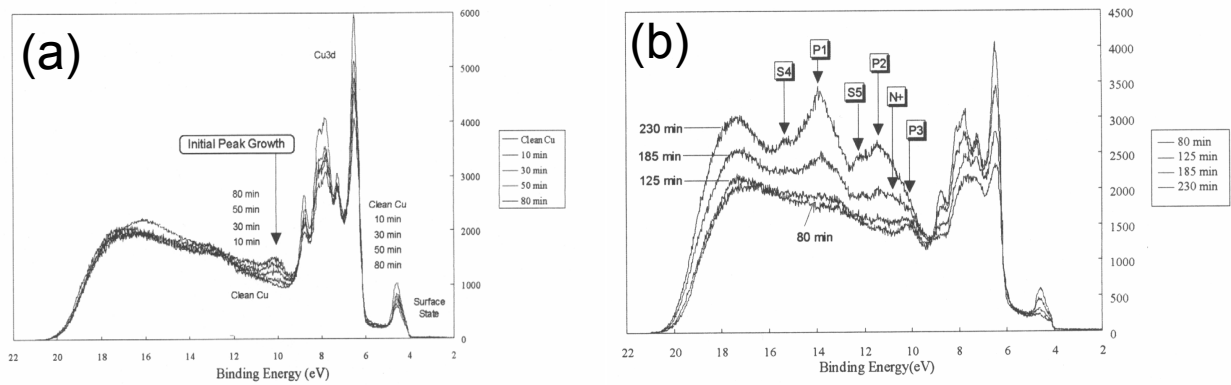 (a)
Cu3d
Initial Peak Growth
80 min
50 min
30 min
10 min
Clean Cu
Clean Cu
10 min
30 min
50 min
80 min
Surface
State
6000
5000
4000
3000
2000
1000
0
22 20 18 16 14 12 10 8 6 4 2
Binding Energy (eV)
Clean Cu
10 min
30 min
50 min
80 min
(b)
S4
P1
S5
P2
N+
P3
230 min
185 min
125 min
80 min
4500
4000
3500
3000
2500
2000
1500
1000
500
0
22 20 18 16 14 12 10 8 6 4 2
Binding Energy(eV)
80 min
125 min
185 min
230 min